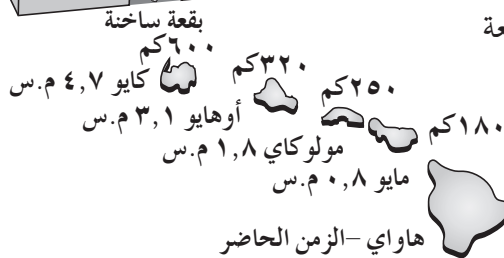 بقعة ساخنة
عة
٦٠٠كم
كايو ٤,٧ م.س
٣٢٠كم
أوهايو ٣,١ م.س
٢٥٠كم
مولوكاي ١,٨ م.س
١٨٠كم
مايو ٠,٨ م.س
هاواي –الزمن الحاضر